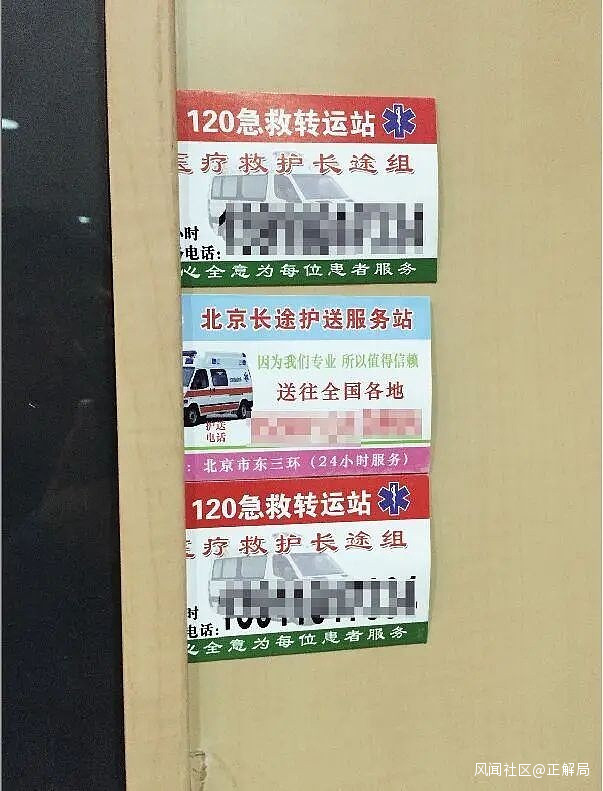 120急救转运站
医疗救护长途组
小时
电话:
心全意为每位患者服务
北京长途护送服务站
因为我们专业 所以值得信赖
送往全国各地
护送
电话
: 北京市东三环 (24小时服务)
120急救转运站
医疗救护长途组
时
电话:
心全意为每位患者服务
风闻社区@正解局